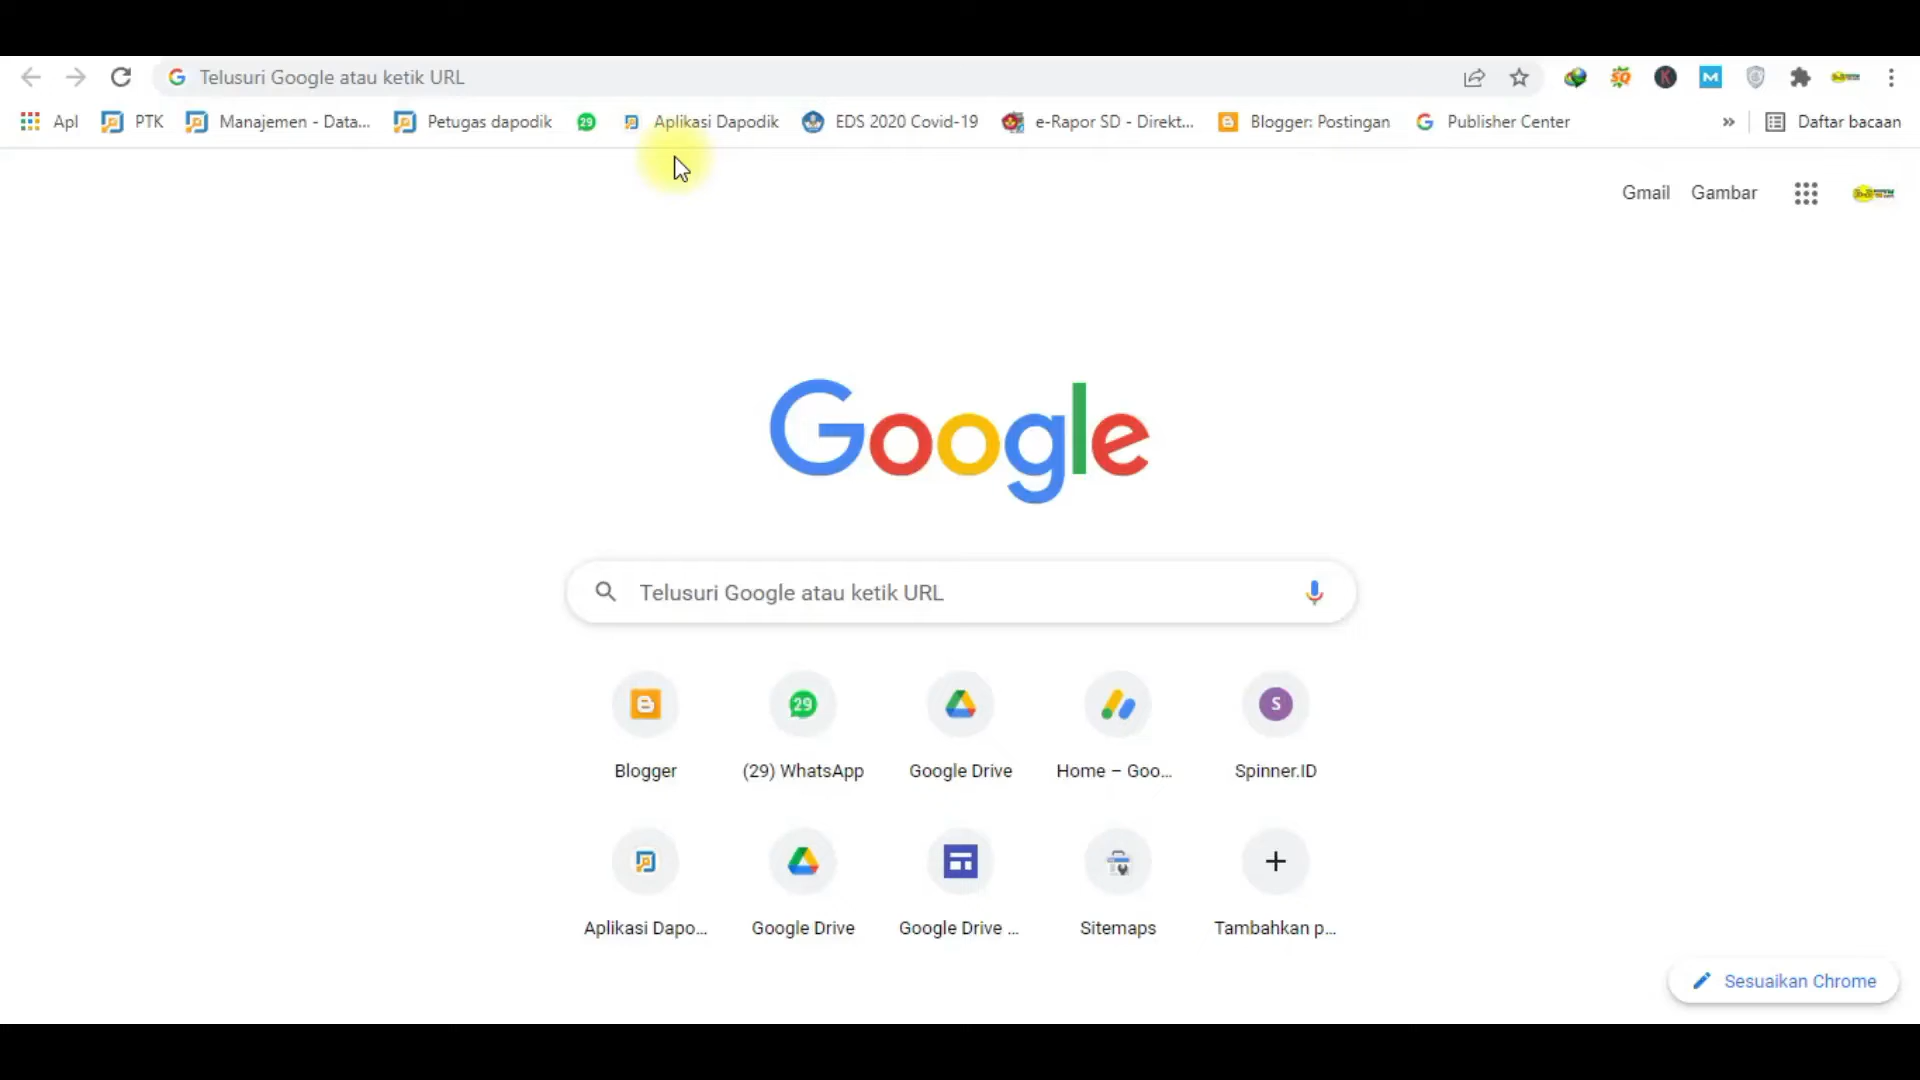 Telusuri Google atau ketik URL
Apl PTK Manajemen - Data... Petugas dapodik 29 Aplikasi Dapodik EDS 2020 Covid-19 e-Rapor SD - Direkt... Blogger: Postingan Publisher Center » Daftar bacaan
Gmail Gambar
Google
Telusuri Google atau ketik URL
29 S
Blogger (29) WhatsApp Google Drive Home – Goo... Spinner.ID
Aplikasi Dapo... Google Drive Google Drive ... Sitemaps Tambahkan p...
Sesuaikan Chrome